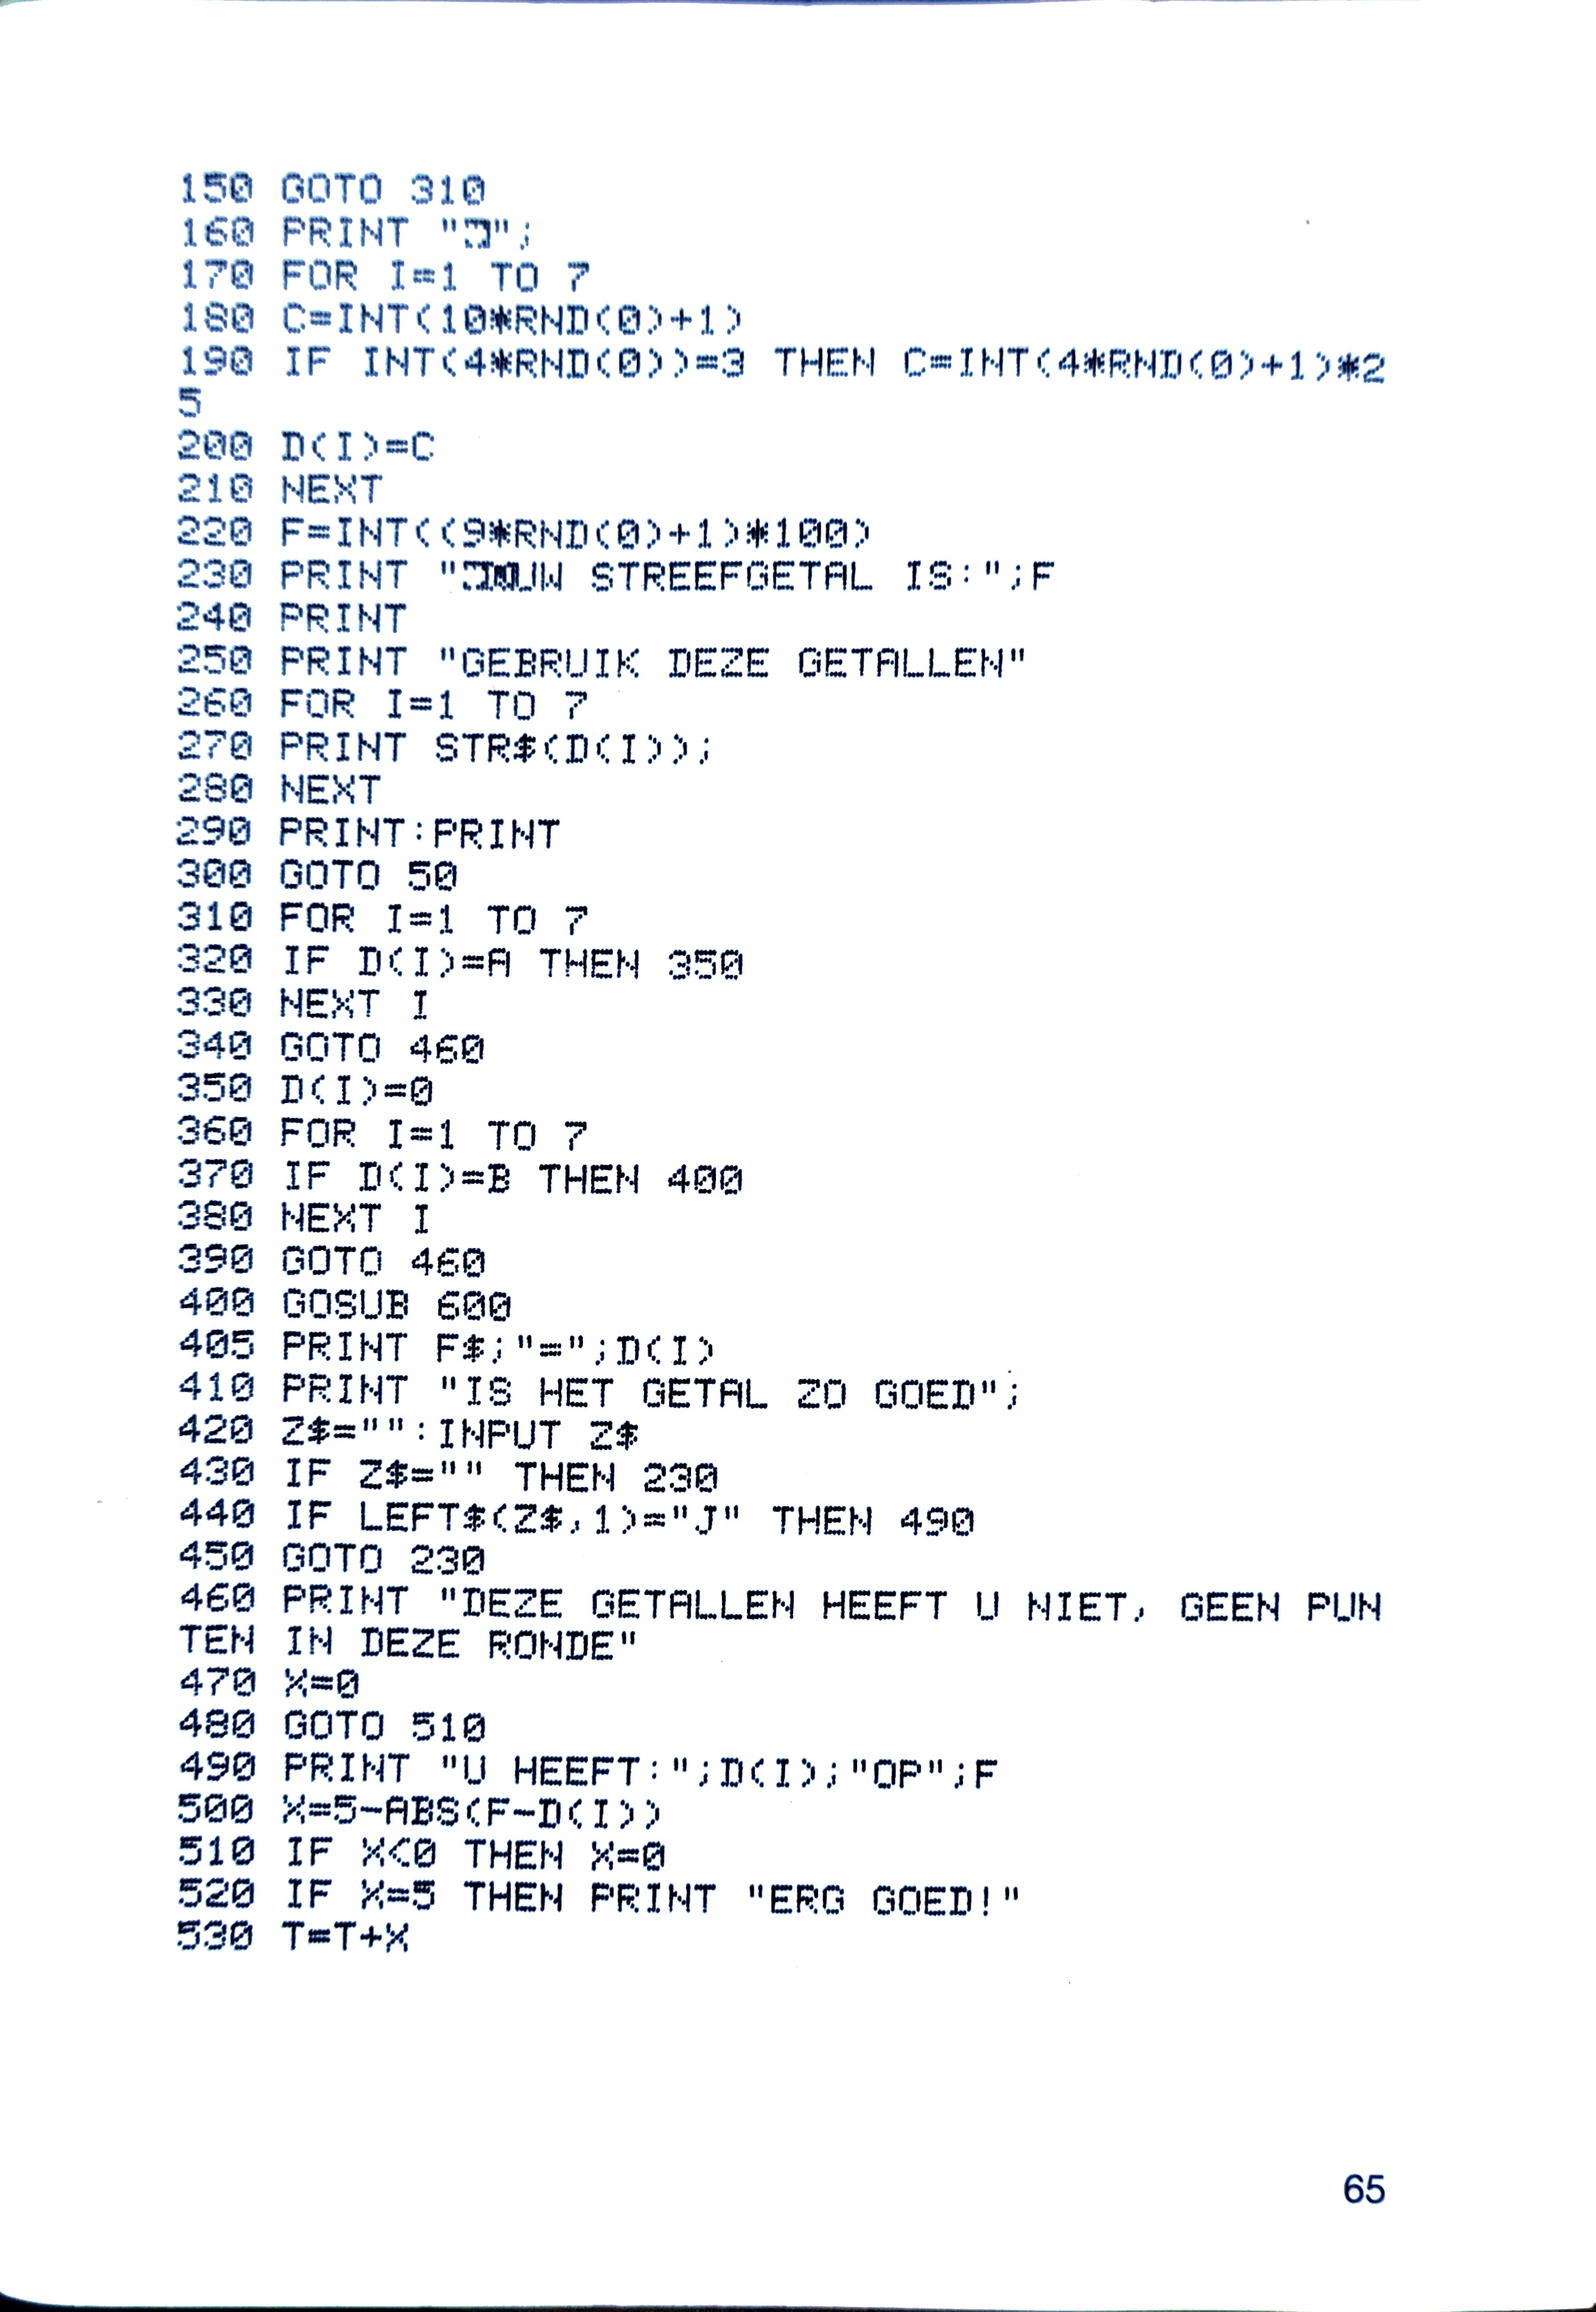 150 GOTO 310
160 PRINT "";
170 FOR I=1 TO 7
180 C=INT(10*RND(0)+1)
190 IF INT(4*RND(0))=3 THEN C=INT(4*RND(0)+1)*2
5
200 D(I)=C
210 NEXT
220 F=INT((9*RND(0)+1)*100)
230 PRINT "UW STREEFGETAL IS:";F
240 PRINT
250 PRINT "GEBRUIK DEZE GETALLEN"
260 FOR I=1 TO 7
270 PRINT STR$(D(I));
280 NEXT
290 PRINT:PRINT
300 GOTO 50
310 FOR I=1 TO 7
320 IF D(I)=A THEN 350
330 NEXT I
340 GOTO 460
350 D(I)=0
360 FOR I=1 TO 7
370 IF D(I)=B THEN 400
380 NEXT I
390 GOTO 460
400 GOSUB 600
405 PRINT F$;"=";D(I)
410 PRINT "IS HET GETAL ZO GOED";
420 Z$="":INPUT Z$
430 IF Z$="" THEN 230
440 IF LEFT$(Z$,1)="J" THEN 490
450 GOTO 230
460 PRINT "DEZE GETALLEN HEEFT U NIET, GEEN PUN
TEN IN DEZE RONDE"
470 X=0
480 GOTO 510
490 PRINT "U HEEFT:";D(I);"OP";F
500 X=5-ABS(F-D(I))
510 IF X<0 THEN X=0
520 IF X=5 THEN PRINT "ERG GOED!"
530 T=T+X
65